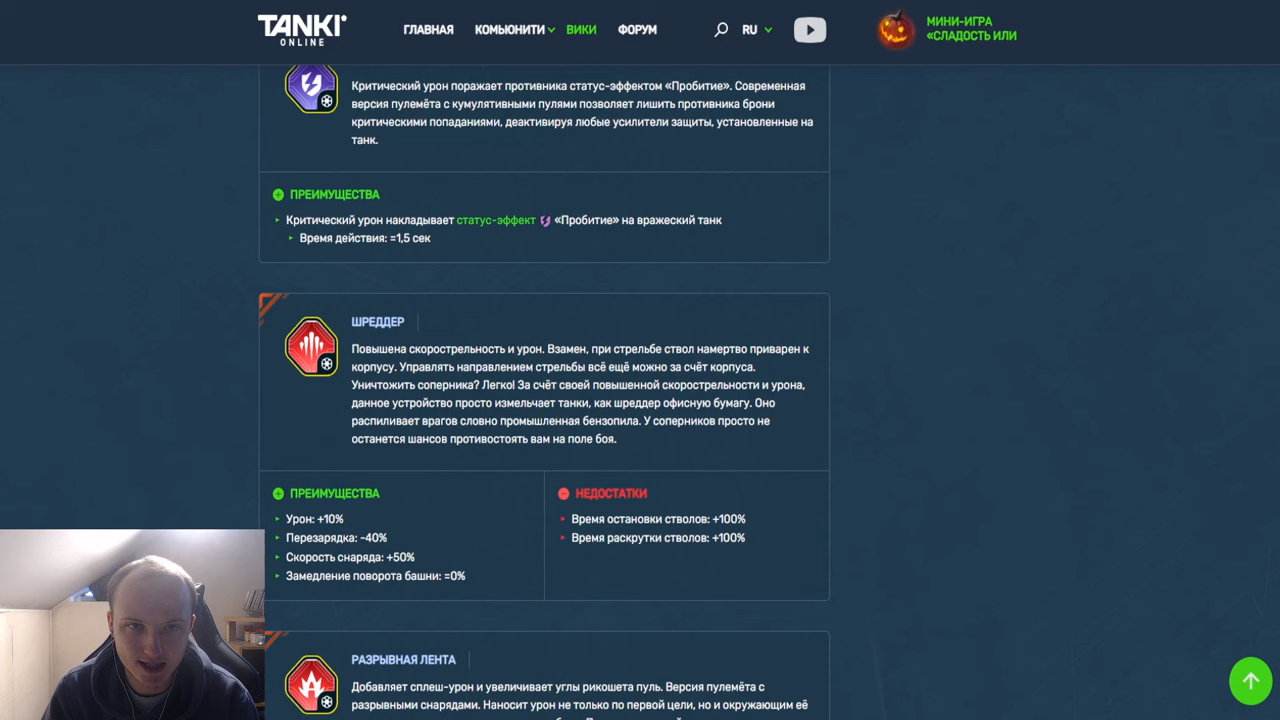 TANKI
ONLINE
ГЛАВНАЯ
КОМЬЮНИТИ
ВИКИ
ФОРУМ
RU
МИНИ-ИГРА
«СЛАДОСТЬ ИЛИ
Критический урон поражает противника статус-эффектом «Пробитие». Современная
версия пулемёта с кумулятивными пулями позволяет лишить противника брони
критическими попаданиями, деактивируя любые усилители защиты, установленные на
танк.
ПРЕИМУЩЕСТВА
Критический урон накладывает статус-эффект «Пробитие» на вражеский танк
Время действия: =1,5 сек
ШРЕДДЕР
Повышена скорострельность и урон. Взамен, при стрельбе ствол намертво приварен к
корпусу. Управлять направлением стрельбы всё ещё можно за счёт корпуса.
Уничтожить соперника? Легко! За счёт своей повышенной скорострельности и урона,
данное устройство просто измельчает танки, как шреддер офисную бумагу. Оно
распиливает врагов словно промышленная бензопила. У соперников просто не
останется шансов противостоять вам на поле боя.
ПРЕИМУЩЕСТВА
Урон: +10%
Перезарядка: -40%
Скорость снаряда: +50%
Замедление поворота башни: =0%
НЕДОСТАТКИ
Время остановки стволов: +100%
Время раскрутки стволов: +100%
РАЗРЫВНАЯ ЛЕНТА
Добавляет сплеш-урон и увеличивает углы рикошета пуль. Версия пулемёта с
разрывными снарядами. Наносит урон не только по первой цели, но и окружающим её